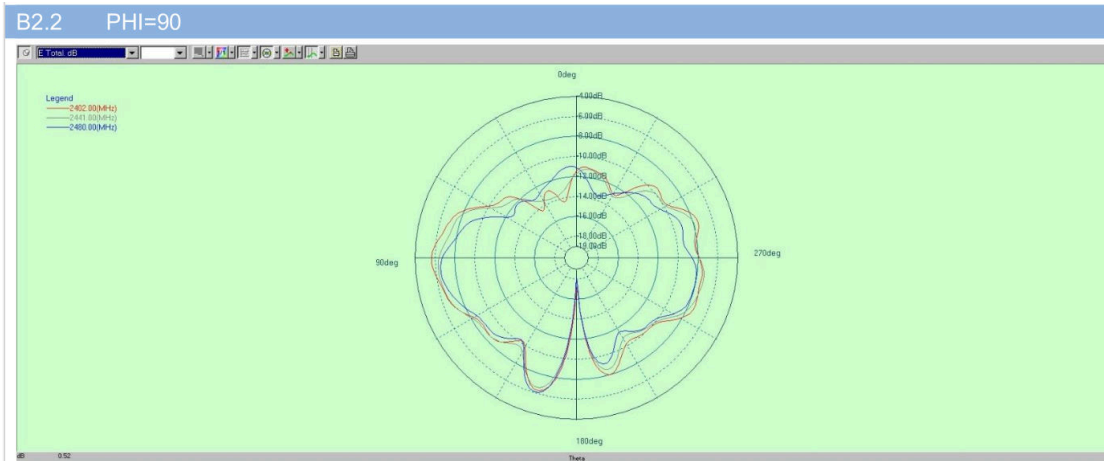 B2.2 PHI=90
E Total. dB
0deg
Legend
2402.00(MHz)
2441.00(MHz)
2480.00(MHz)
-4.00dB
-6.00dB
-8.00dB
-10.00dB
-12.00dB
-14.00dB
-16.00dB
-18.00dB
-19.00dB
90deg
270deg
180deg
dB 0.52 Theta